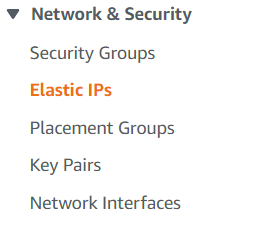 Network & Security
Security Groups
Elastic IPs
Placement Groups
Key Pairs
Network Interfaces